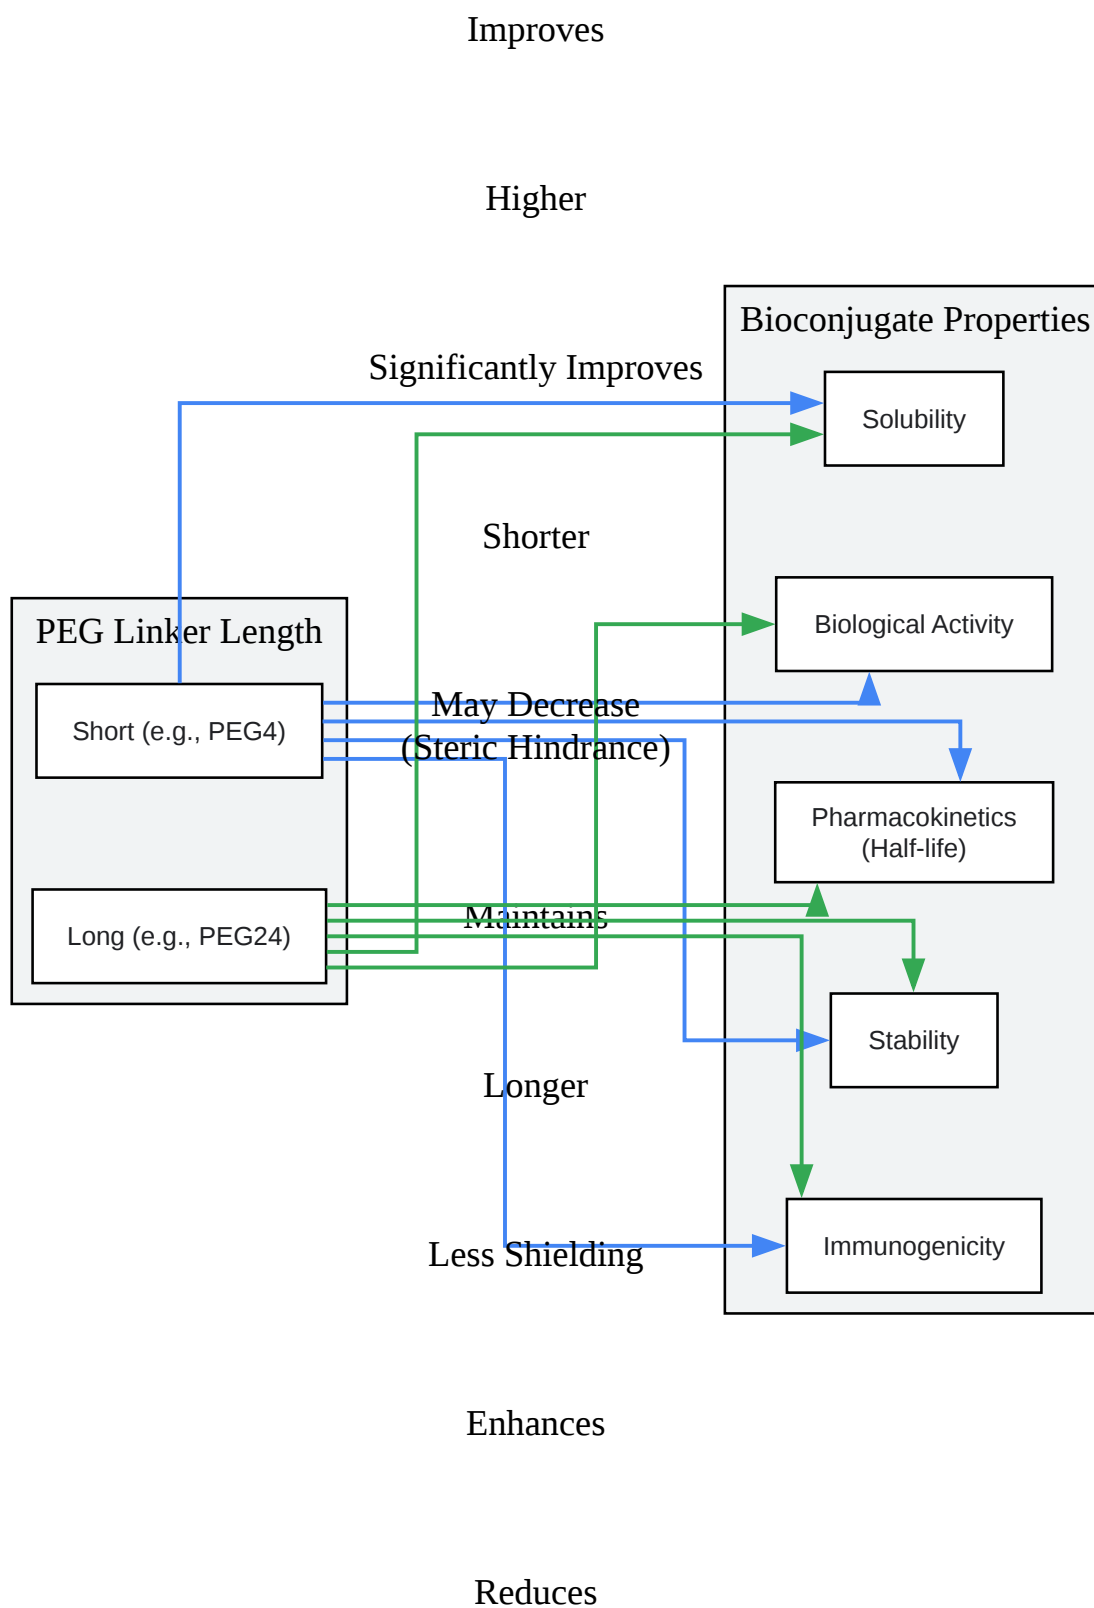 Improves
Higher
Bioconjugate Properties
Significantly Improves
Solubility
Shorter
PEG Linker Length
Biological Activity
Short (e.g., PEG4)
May Decrease
(Steric Hindrance)
Pharmacokinetics
(Half-life)
Long (e.g., PEG24)
Maintains
Stability
Longer
Less Shielding
Immunogenicity
Enhances
Reduces